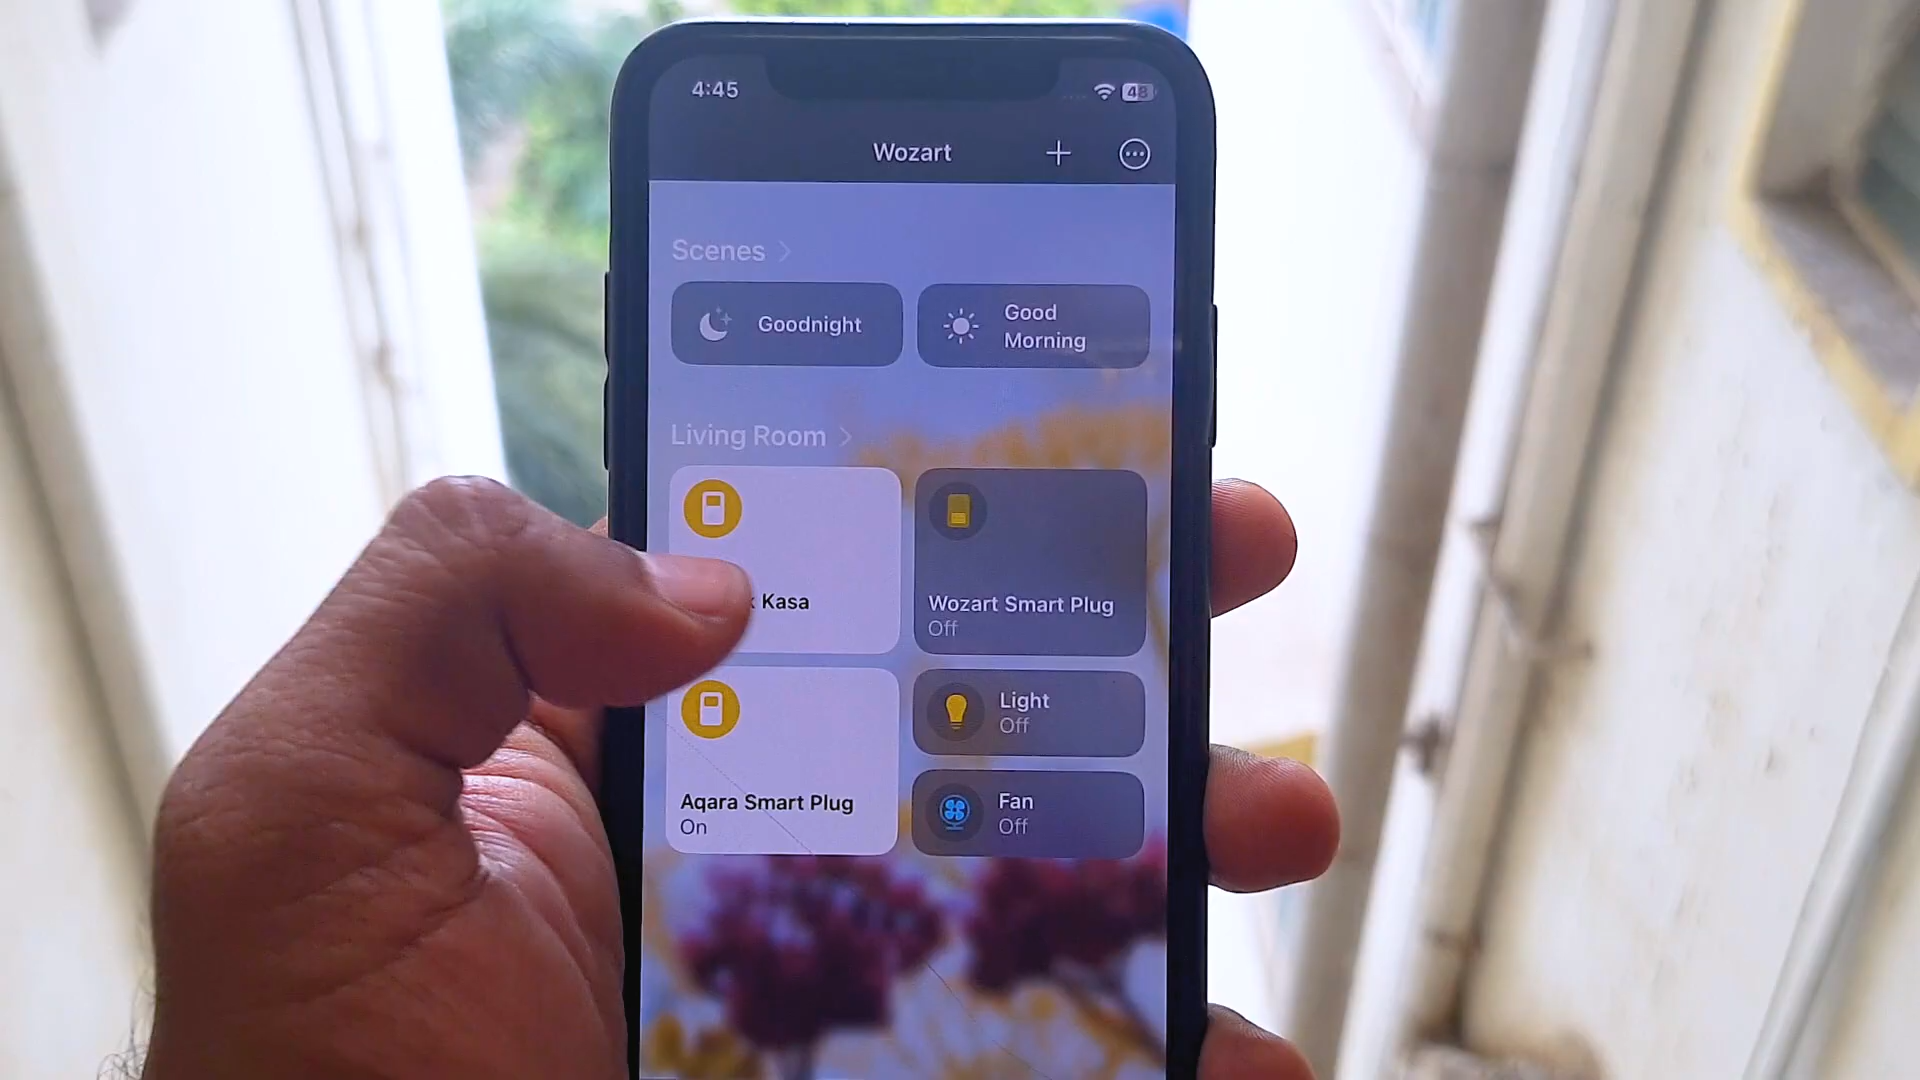 4:45
48
Wozart
Scenes
Goodnight
Good
Morning
Living Room
Kasa
Wozart Smart Plug
Off
Light
Off
Aqara Smart Plug
On
Fan
Off